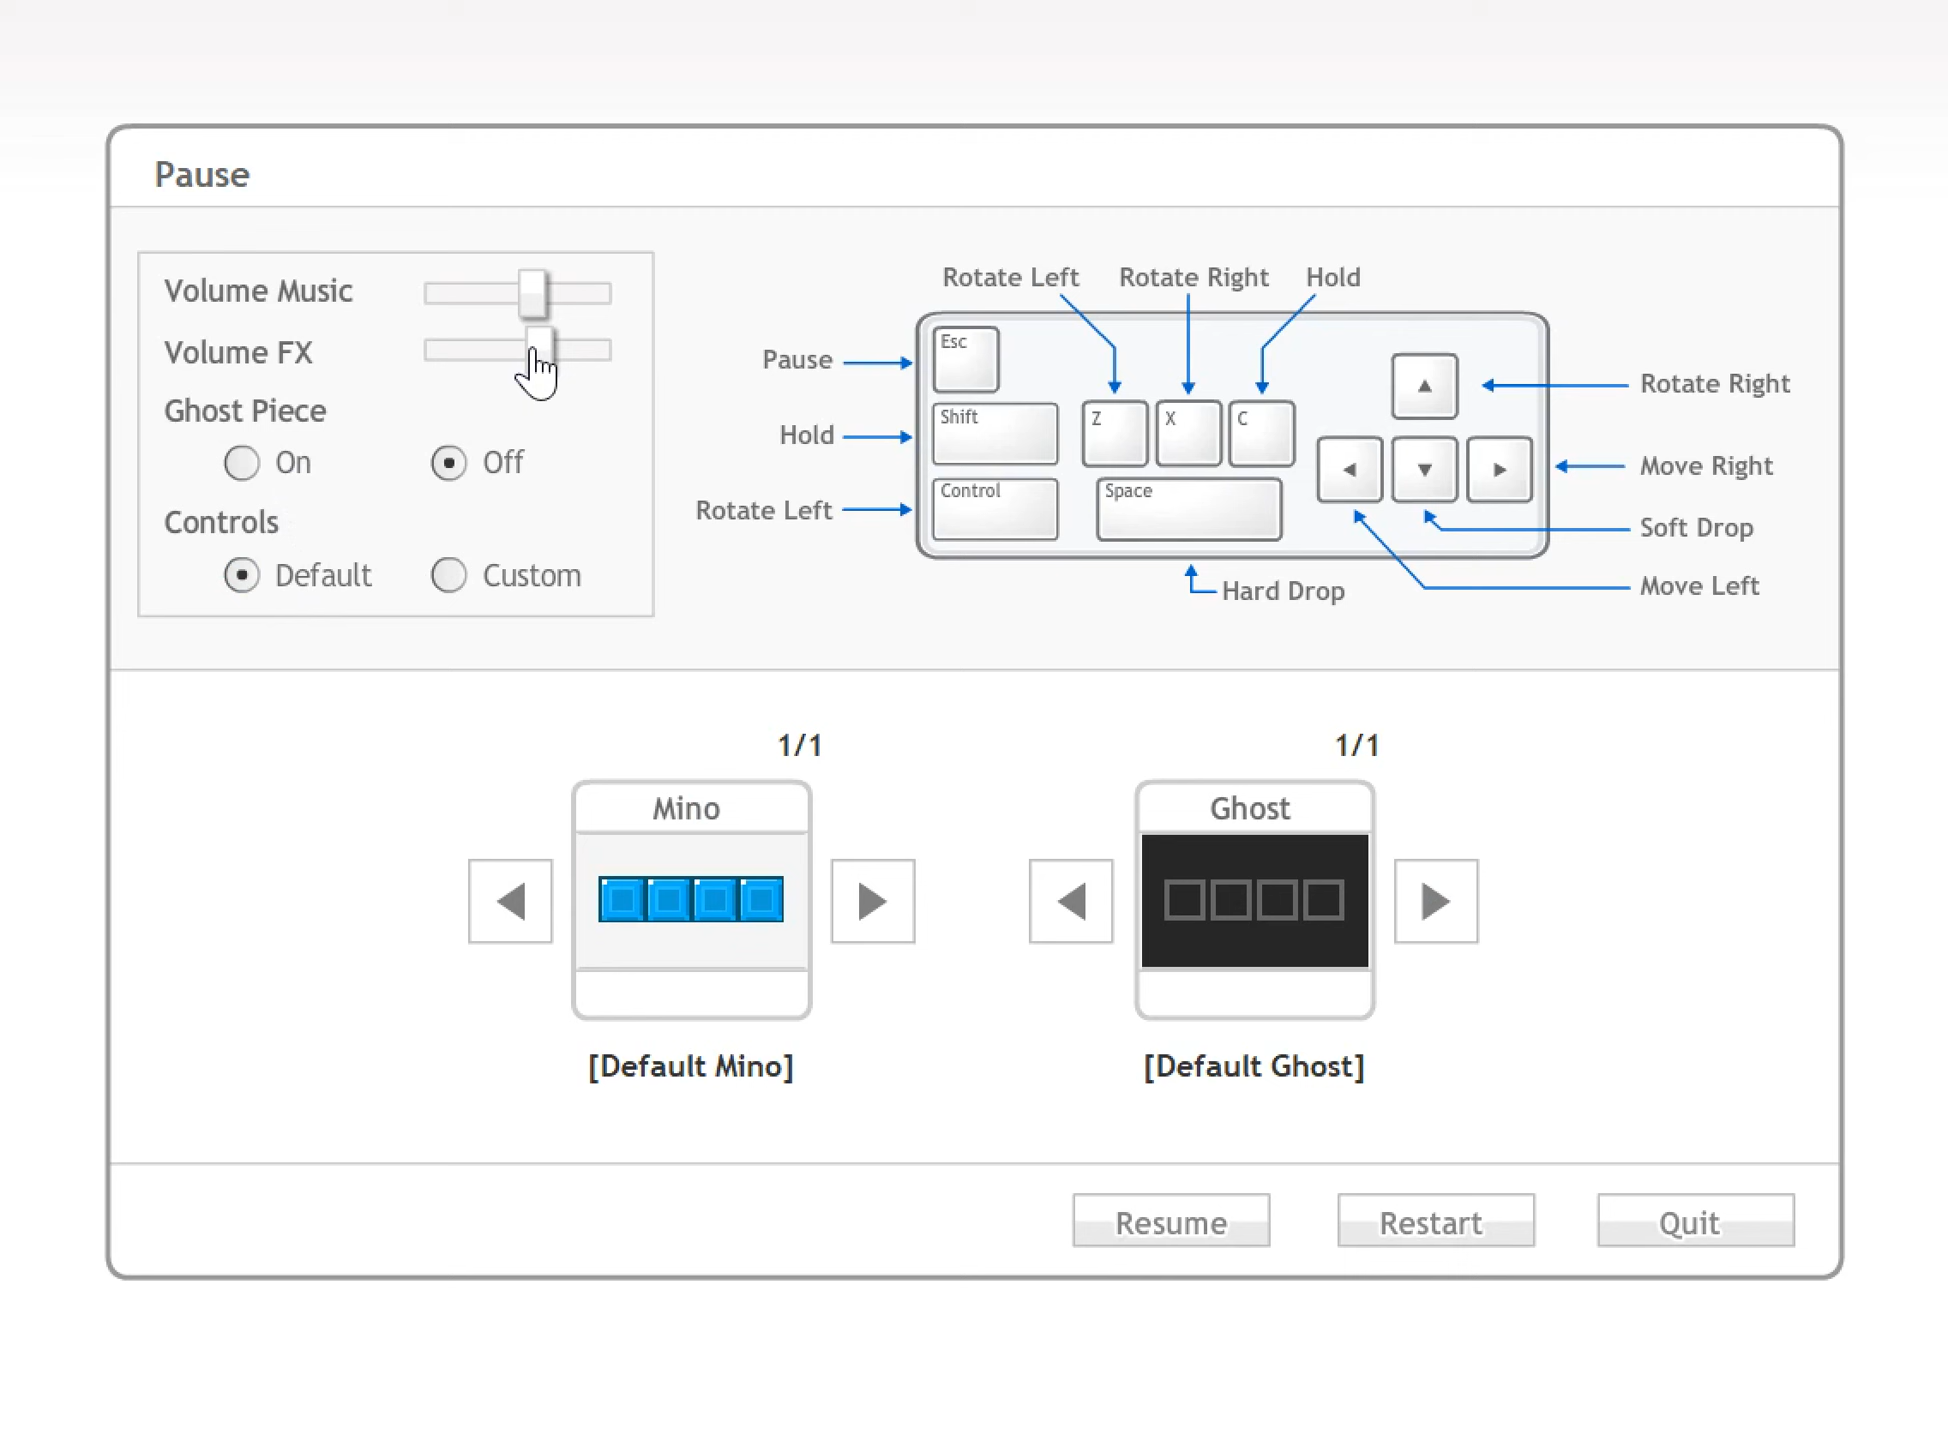 Pause
Volume Music
Volume FX
Ghost Piece
On
Off
Controls
Default
Custom
Rotate Left
Rotate Right
Hold
Pause
Hold
Rotate Left
Esc
Shift
Control
Z
X
C
Space
Rotate Right
Move Right
Soft Drop
Move Left
Hard Drop
1/1
Mino
[Default Mino]
1/1
Ghost
[Default Ghost]
Resume
Restart
Quit